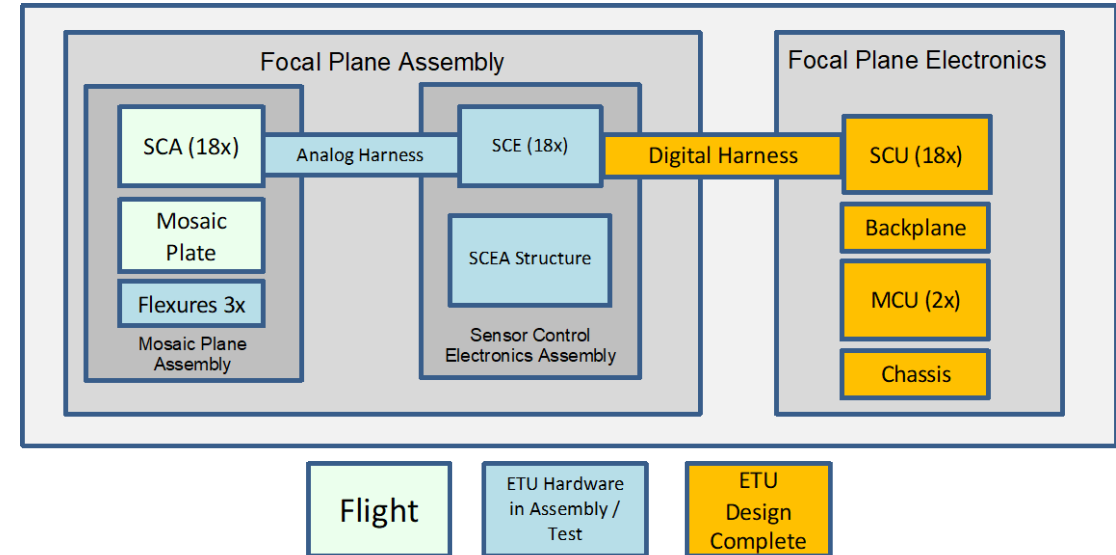 Focal Plane Assembly
Focal Plane Electronics
SCA (18x)
Analog Harness
SCE (18x)
Digital Harness
SCU (18x)
Mosaic
Plate
SCEA Structure
Backplane
Flexures 3x
MCU (2x)
Mosaic Plane
Assembly
Sensor Control
Electronics Assembly
Chassis
Flight
ETU Hardware
in Assembly /
Test
ETU
Design
Complete